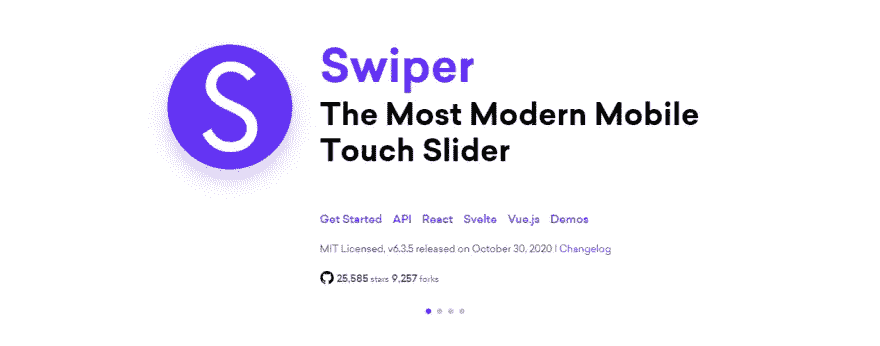 S
Swiper
The Most Modern Mobile
Touch Slider
Get Started API React Svelte Vue.js Demos
MIT Licensed, v6.3.5 released on October 30, 2020 | Changelog
25,585 stars 9,257 forks